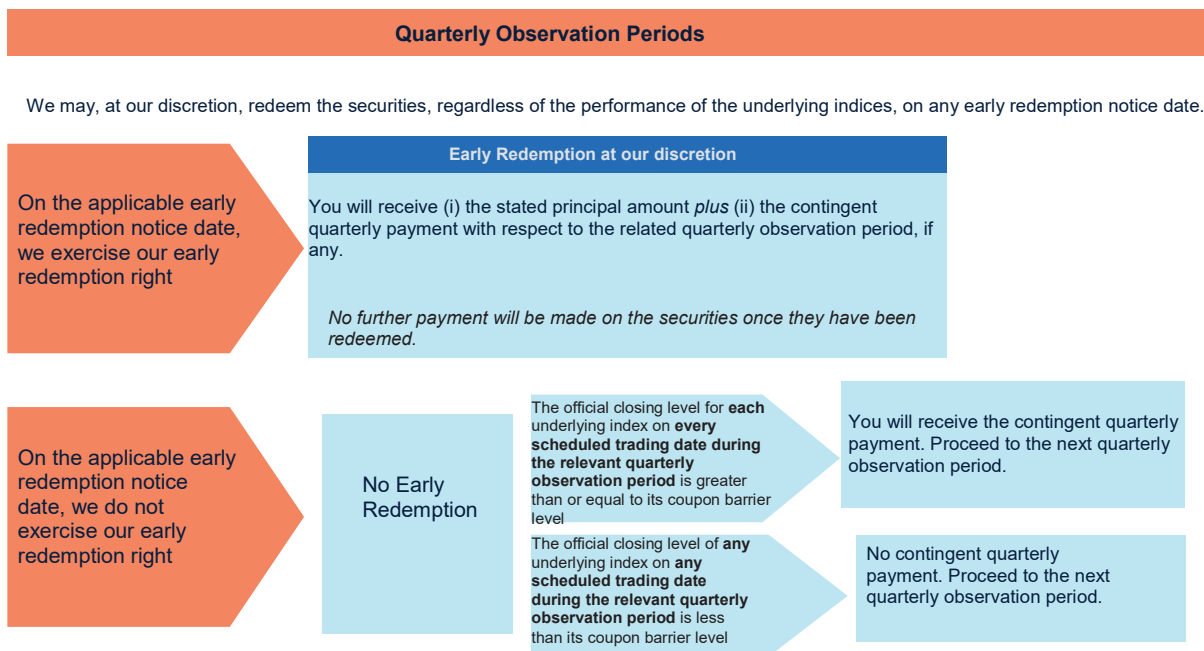 Quarterly Observation Periods
We may, at our discretion, redeem the securities, regardless of the performance of the underlying indices, on any early redemption notice date.
On the applicable early
redemption notice date,
we exercise our early
redemption right
Early Redemption at our discretion
You will receive (i) the stated principal amount plus (ii) the contingent
quarterly payment with respect to the related quarterly observation period, if
any.
No further payment will be made on the securities once they have been
redeemed.
On the applicable early
redemption notice
date, we do not
exercise our early
redemption right
No Early
Redemption
The official closing level for each
underlying index on every
scheduled trading date during
the relevant quarterly
observation period is greater
than or equal to its coupon barrier
level
You will receive the contingent quarterly
payment. Proceed to the next quarterly
observation period.
The official closing level of any
underlying index on any
scheduled trading date
during the relevant quarterly
observation period is less
than its coupon barrier level
No contingent quarterly
payment. Proceed to the next
quarterly observation period.